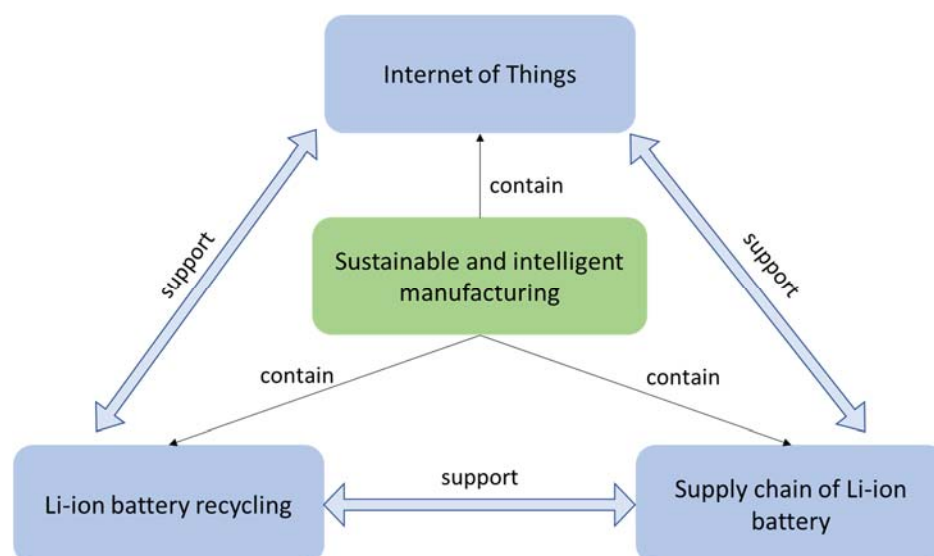 Internet of Things
contain
support
support
Sustainable and intelligent
manufacturing
contain
contain
Li-ion battery recycling
support
Supply chain of Li-ion
battery